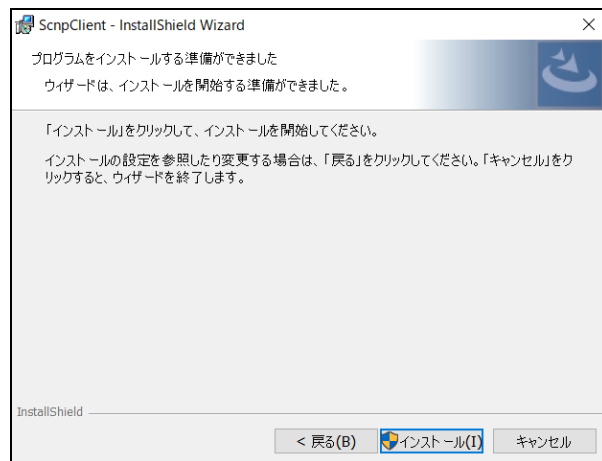 ScnpClient - InstallShield Wizard
プログラムをインストールする準備ができました
ウィザードは、インストールを開始する準備ができました。
「インストール」をクリックして、インストールを開始してください。
インストールの設定を参照したり変更する場合は、「戻る」をクリックしてください。「キャンセル」をク
リックすると、ウィザードを終了します。
InstallShield
< 戻る(B) インストール(I) キャンセル